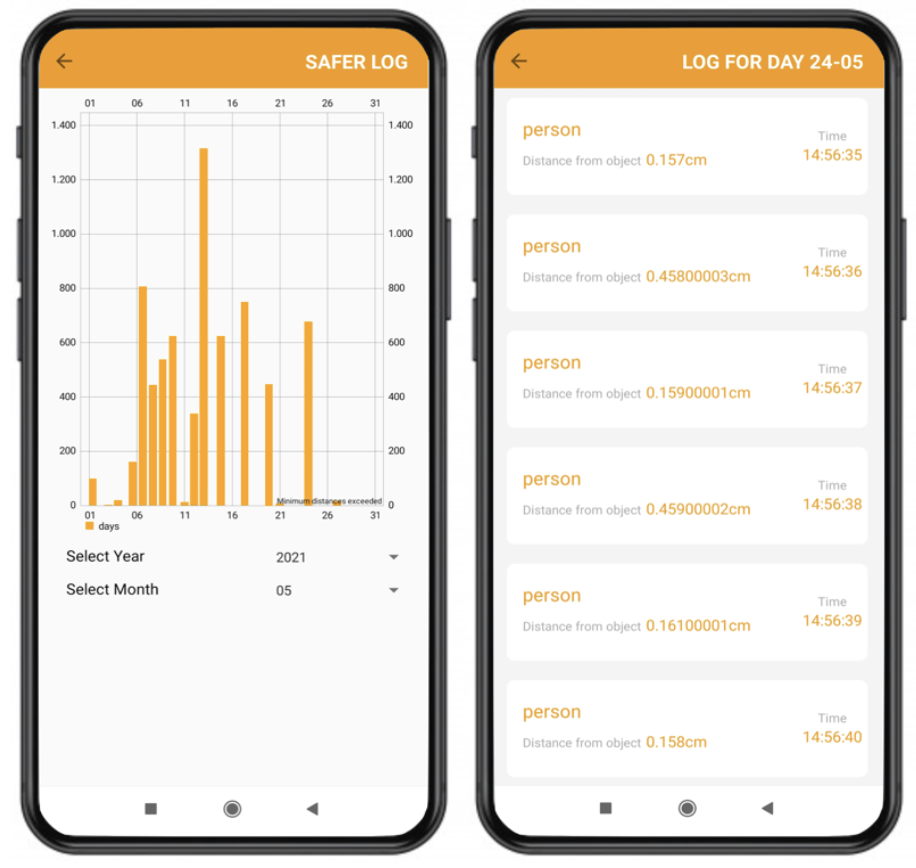 SAFER LOG
01 06 11 16 21 26 31
1.400 1.400
1.200 1.200
1.000 1.000
800 800
600 600
400 400
200 200
Minimum distances exceeded
0 0
01 06 11 16 21 26 31
days
Select Year 2021
Select Month 05
LOG FOR DAY 24-05
person
Time
Distance from object 0.157cm 14:56:35
person
Time
Distance from object 0.45800003cm 14:56:36
person
Time
Distance from object 0.15900001cm 14:56:37
person
Time
Distance from object 0.45900002cm 14:56:38
person
Time
Distance from object 0.16100001cm 14:56:39
person
Time
Distance from object 0.158cm 14:56:40